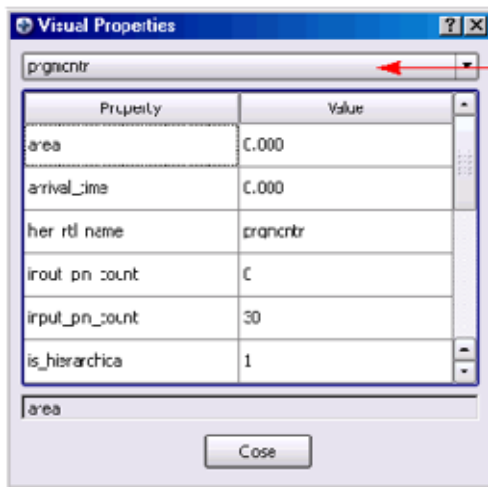 Visual Properties
prgmcntr
Property Value
area 0.000
arrival_time 0.000
hier_rtl_name prgmcntr
inout_pin_count 0
input_pin_count 30
is_hierarchica 1
area
Close